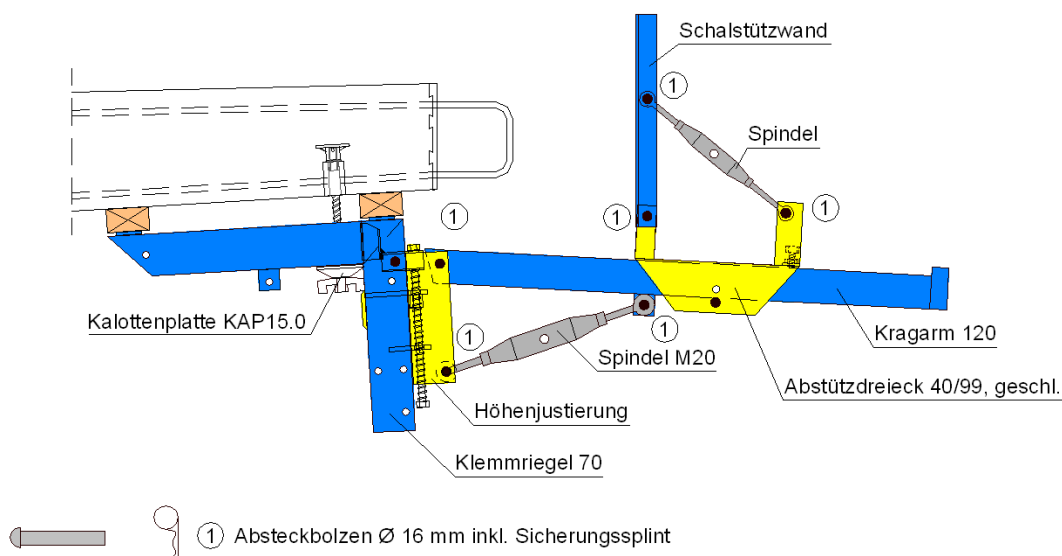 Schalstützwand
1
Spindel
1
1
1
Kalottenplatte KAP15.0
1
1
Kragarm 120
Spindel M20
Abstützdreieck 40/99, geschl.
Höhenjustierung
Klemmriegel 70
1 Absteckbolzen Ø 16 mm inkl. Sicherungssplint